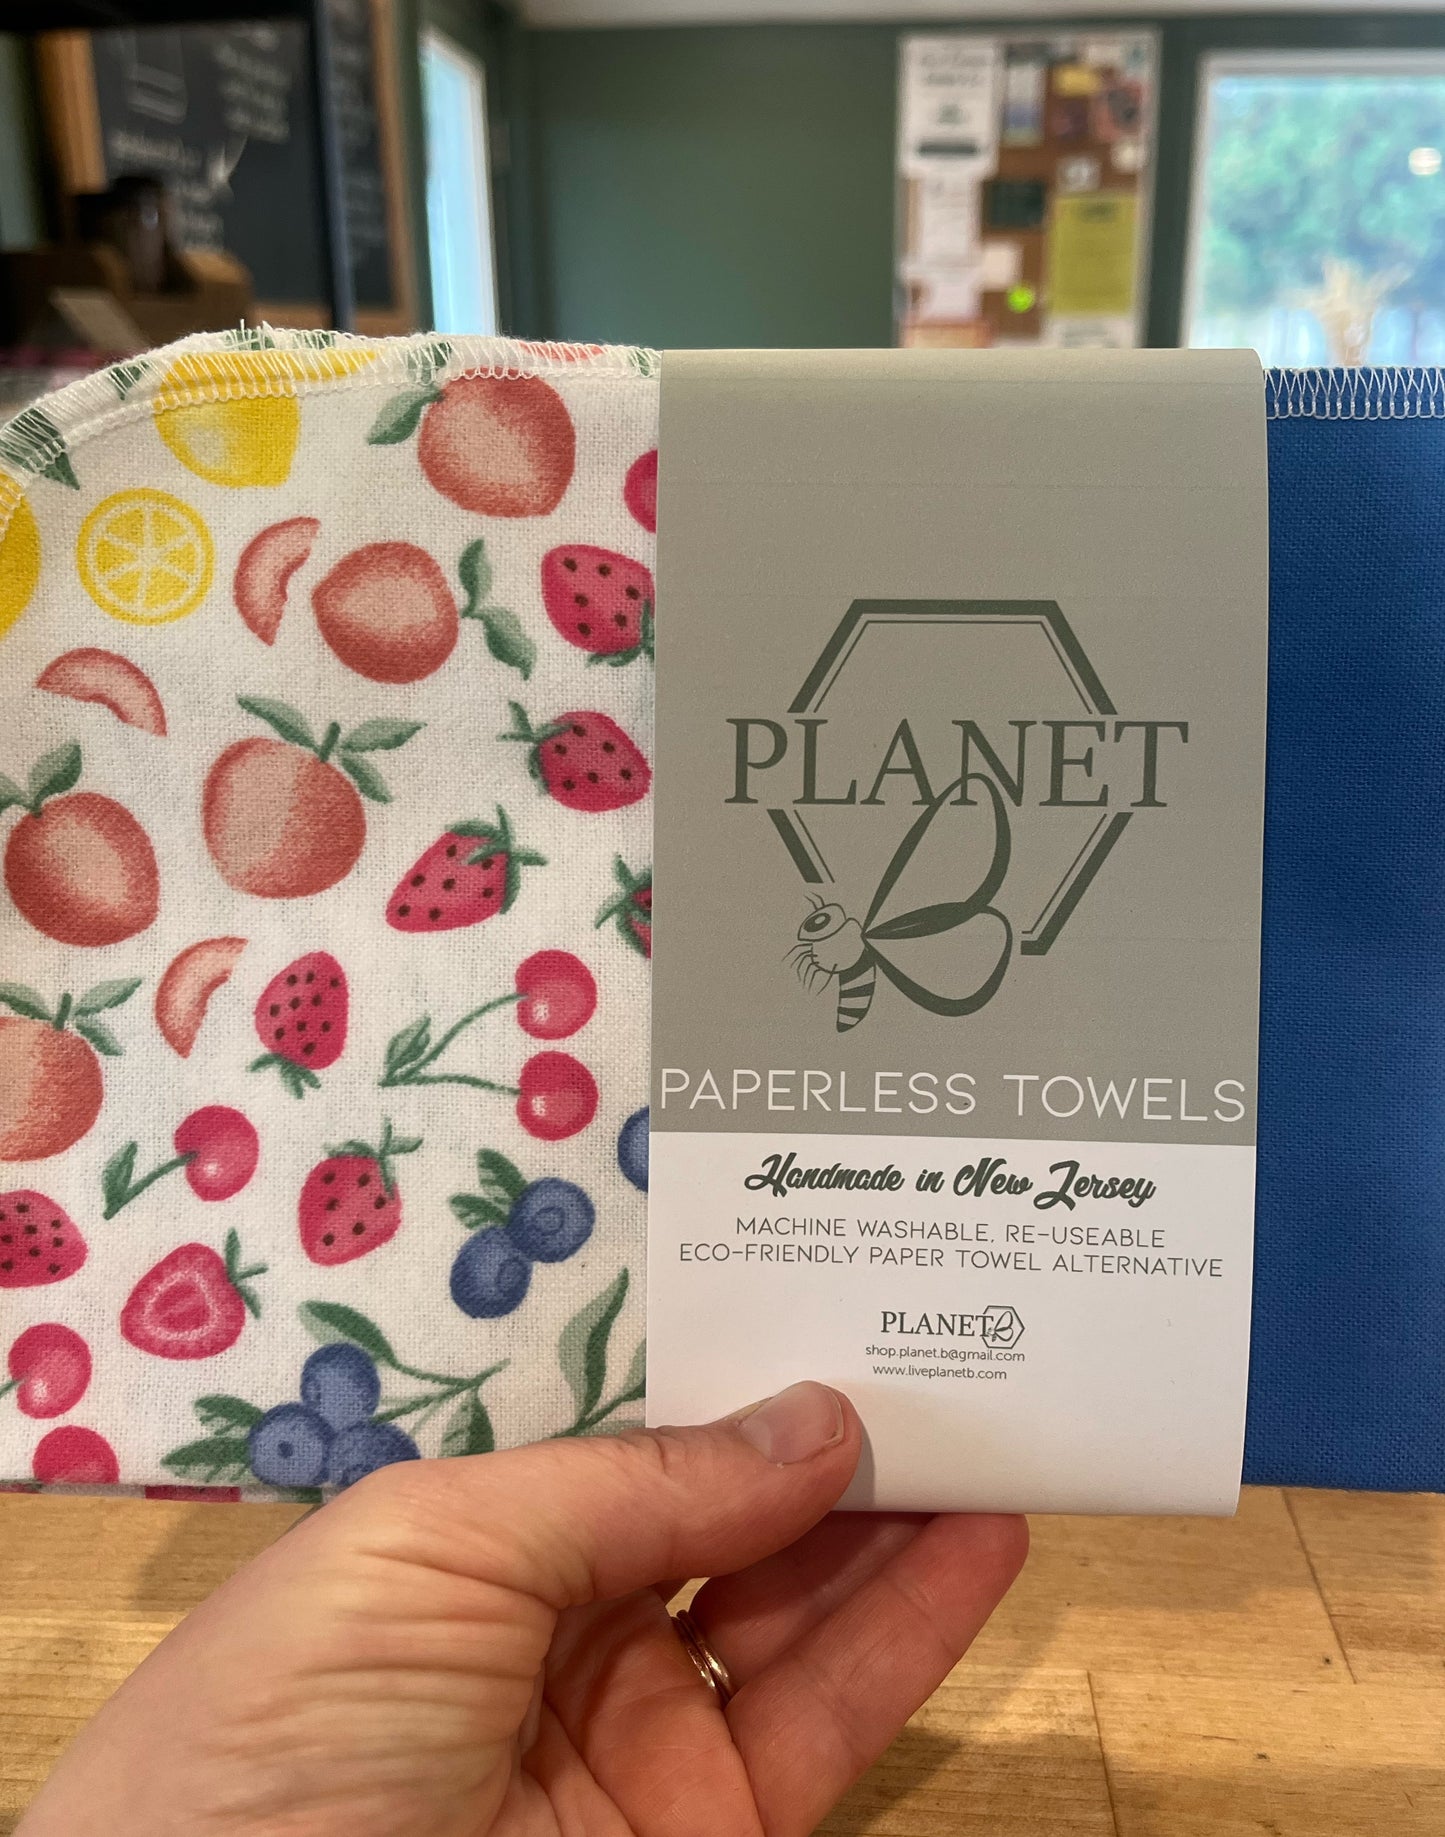 PLANET
PAPERLESS TOWELS
Handmade in New Jersey
MACHINE WASHABLE, RE-USEABLE
ECO-FRIENDLY PAPER TOWEL ALTERNATIVE
PLANET B
shop.planet.b@gmail.com
www.liveplanetb.com